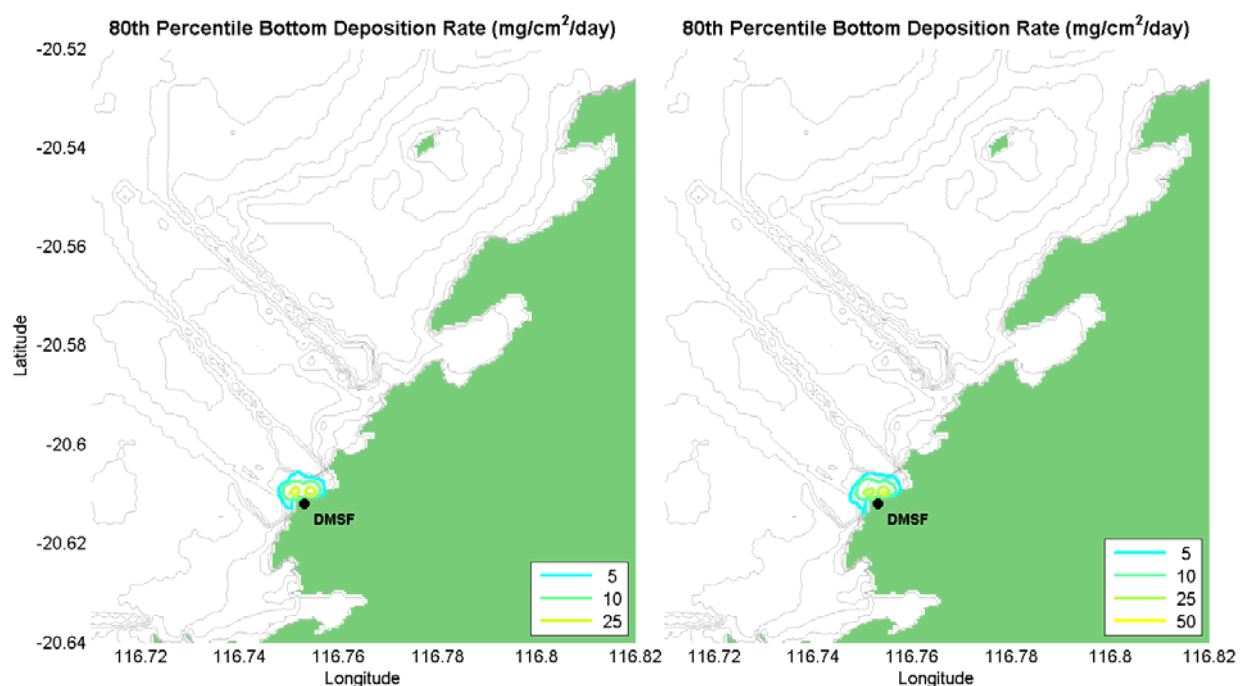 80th Percentile Bottom Deposition Rate (mg/cm²/day)
80th Percentile Bottom Deposition Rate (mg/cm²/day)
-20.52
-20.54
-20.56
-20.58
-20.6
-20.62
-20.64
Latitude
DMSF
5
10
25
116.72 116.74 116.76 116.78 116.8 116.82
Longitude
DMSF
5
10
25
50
116.72 116.74 116.76 116.78 116.8 116.82
Longitude